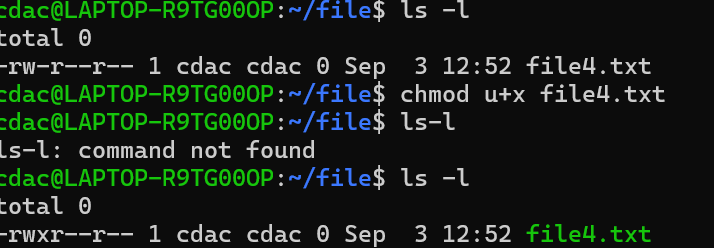 cdac@LAPTOP-R9TG00OP:~/file$ ls -l
total 0
-rw-r--r-- 1 cdac cdac 0 Sep  3 12:52 file4.txt
cdac@LAPTOP-R9TG00OP:~/file$ chmod u+x file4.txt
cdac@LAPTOP-R9TG00OP:~/file$ ls-l
ls-l: command not found
cdac@LAPTOP-R9TG00OP:~/file$ ls -l
total 0
-rwxr--r-- 1 cdac cdac 0 Sep  3 12:52 file4.txt